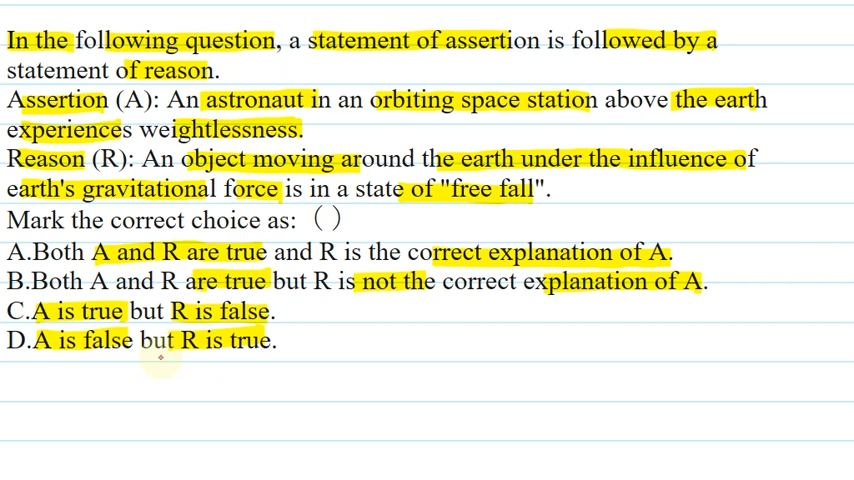 In the following question, a statement of assertion is followed by a
statement of reason.
Assertion (A): An astronaut in an orbiting space station above the earth
experiences weightlessness.
Reason (R): An object moving around the earth under the influence of
earth's gravitational force is in a state of "free fall".
Mark the correct choice as:（ ）
A.Both A and R are true and R is the correct explanation of A.
B.Both A and R are true but R is not the correct explanation of A.
C.A is true but R is false.
D.A is false but R is true.